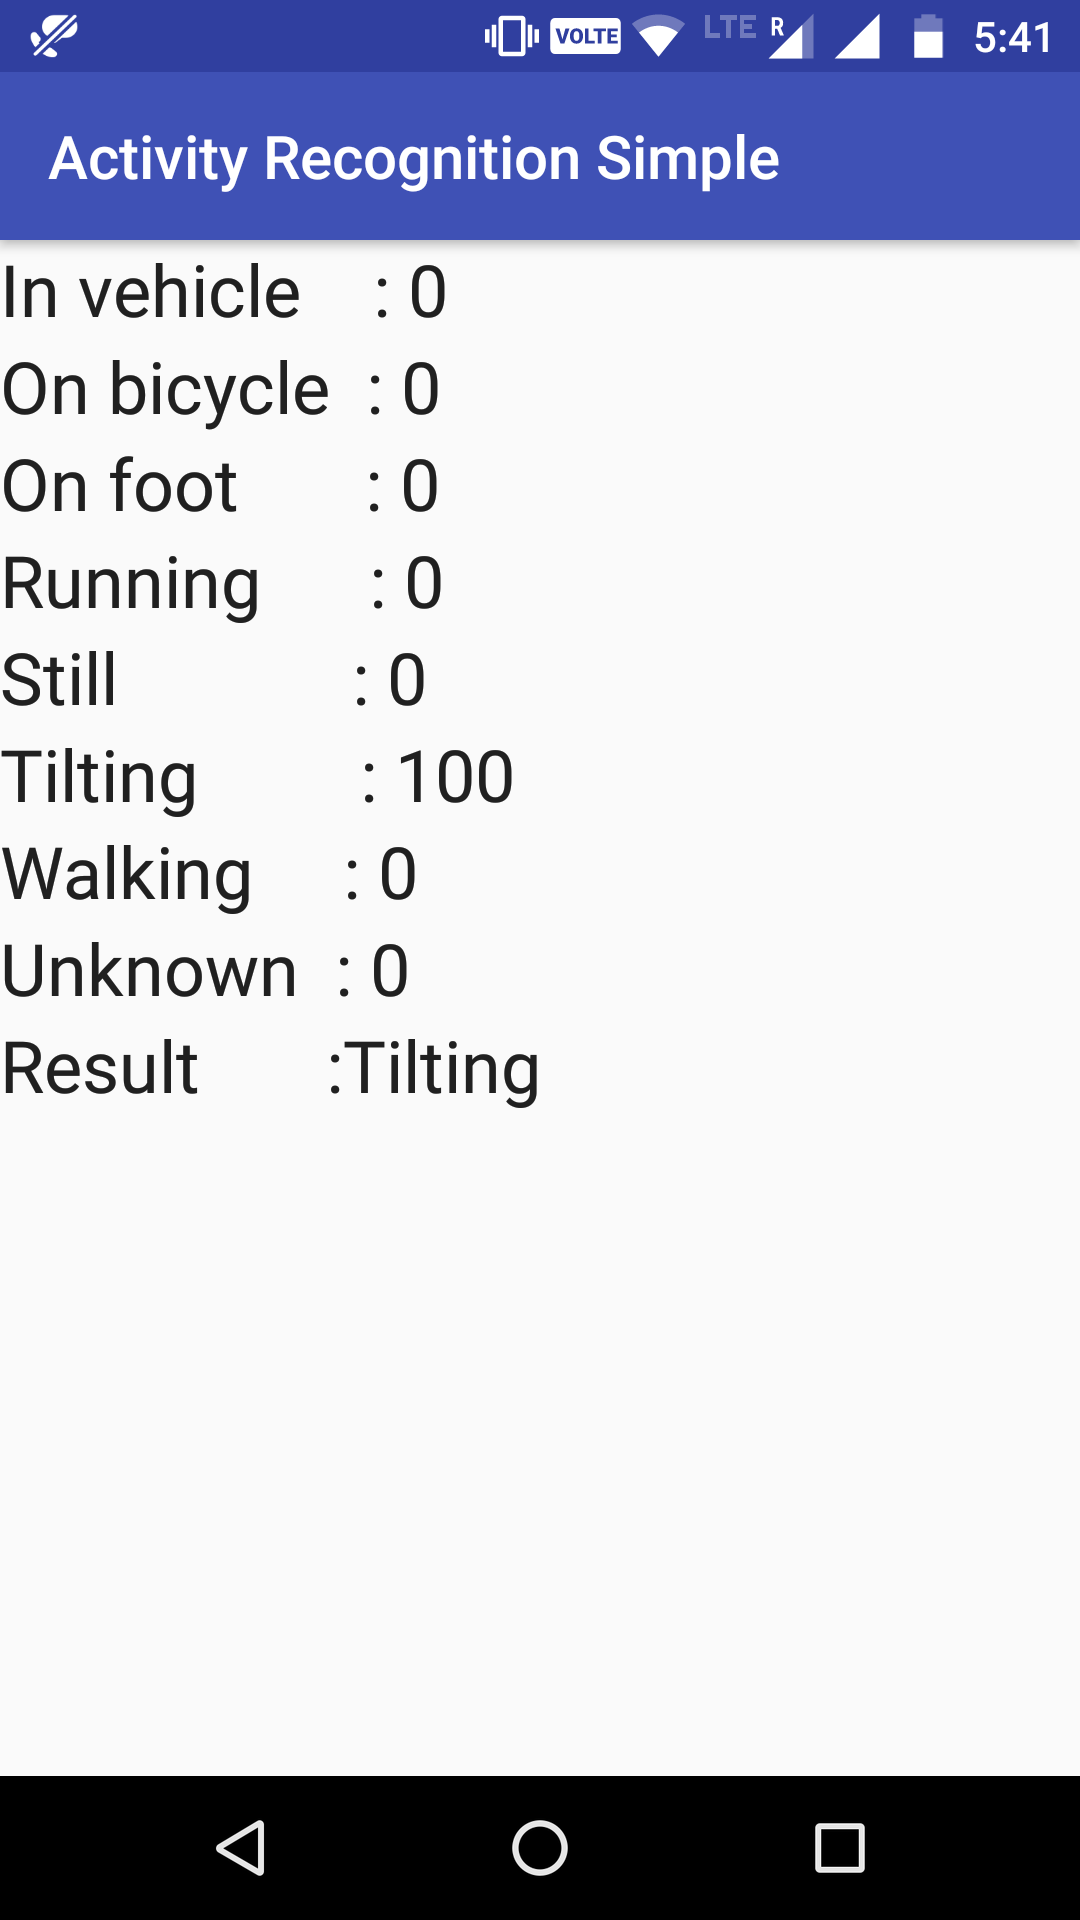 VOLTE LTE R 5:41
Activity Recognition Simple
In vehicle : 0
On bicycle : 0
On foot : 0
Running : 0
Still : 0
Tilting : 100
Walking : 0
Unknown : 0
Result :Tilting